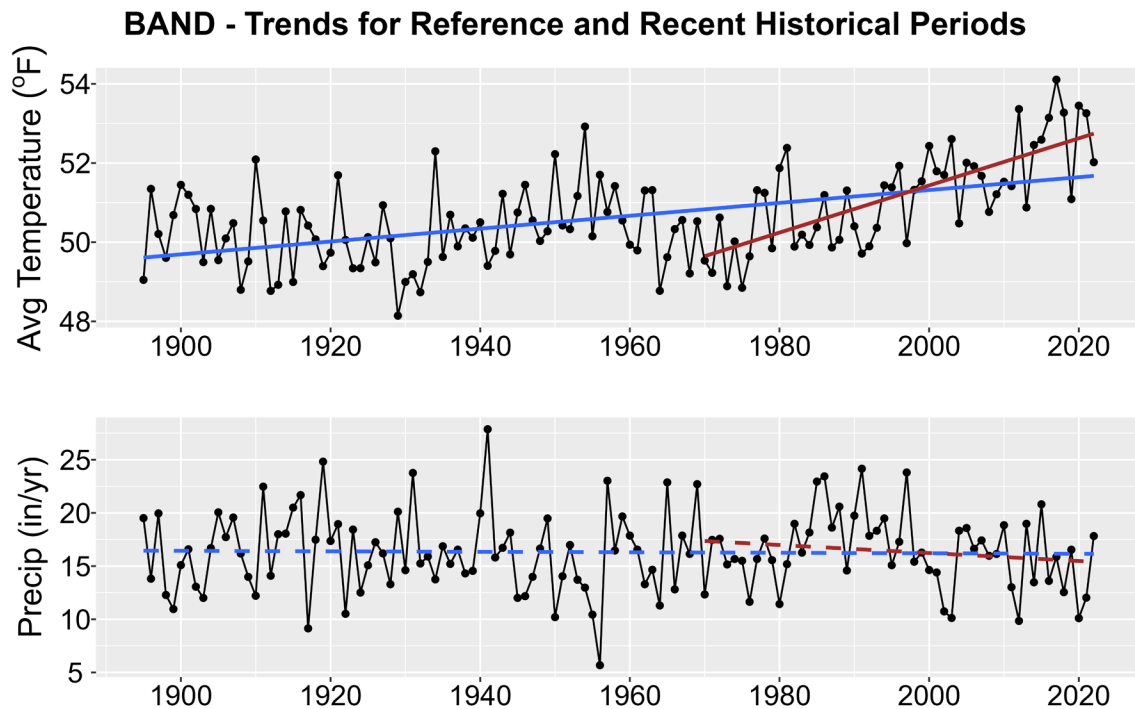 BAND - Trends for Reference and Recent Historical Periods
Avg Temperature (°F)
54
52
50
48
1900 1920 1940 1960 1980 2000 2020
Precip (in/yr)
25
20
15
10
5
1900 1920 1940 1960 1980 2000 2020